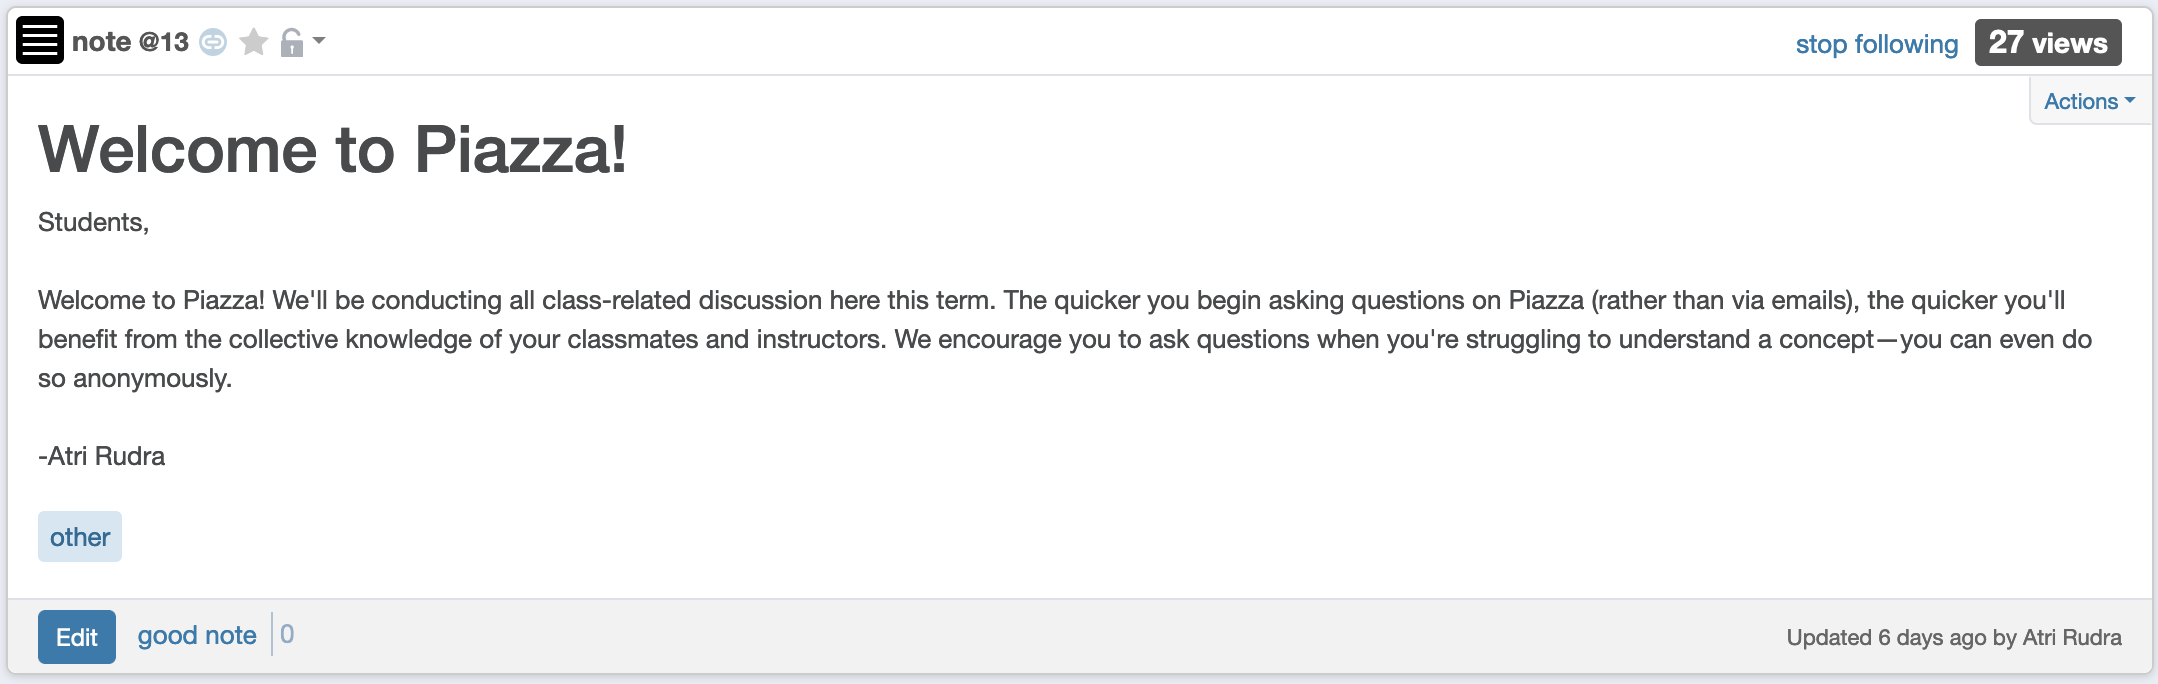 note @13
stop following
27 views
Actions
Welcome to Piazza!
Students,
Welcome to Piazza! We'll be conducting all class-related discussion here this term. The quicker you begin asking questions on Piazza (rather than via emails), the quicker you'll
benefit from the collective knowledge of your classmates and instructors. We encourage you to ask questions when you're struggling to understand a concept—you can even do
so anonymously.
-Atri Rudra
other
Edit
good note
0
Updated 6 days ago by Atri Rudra